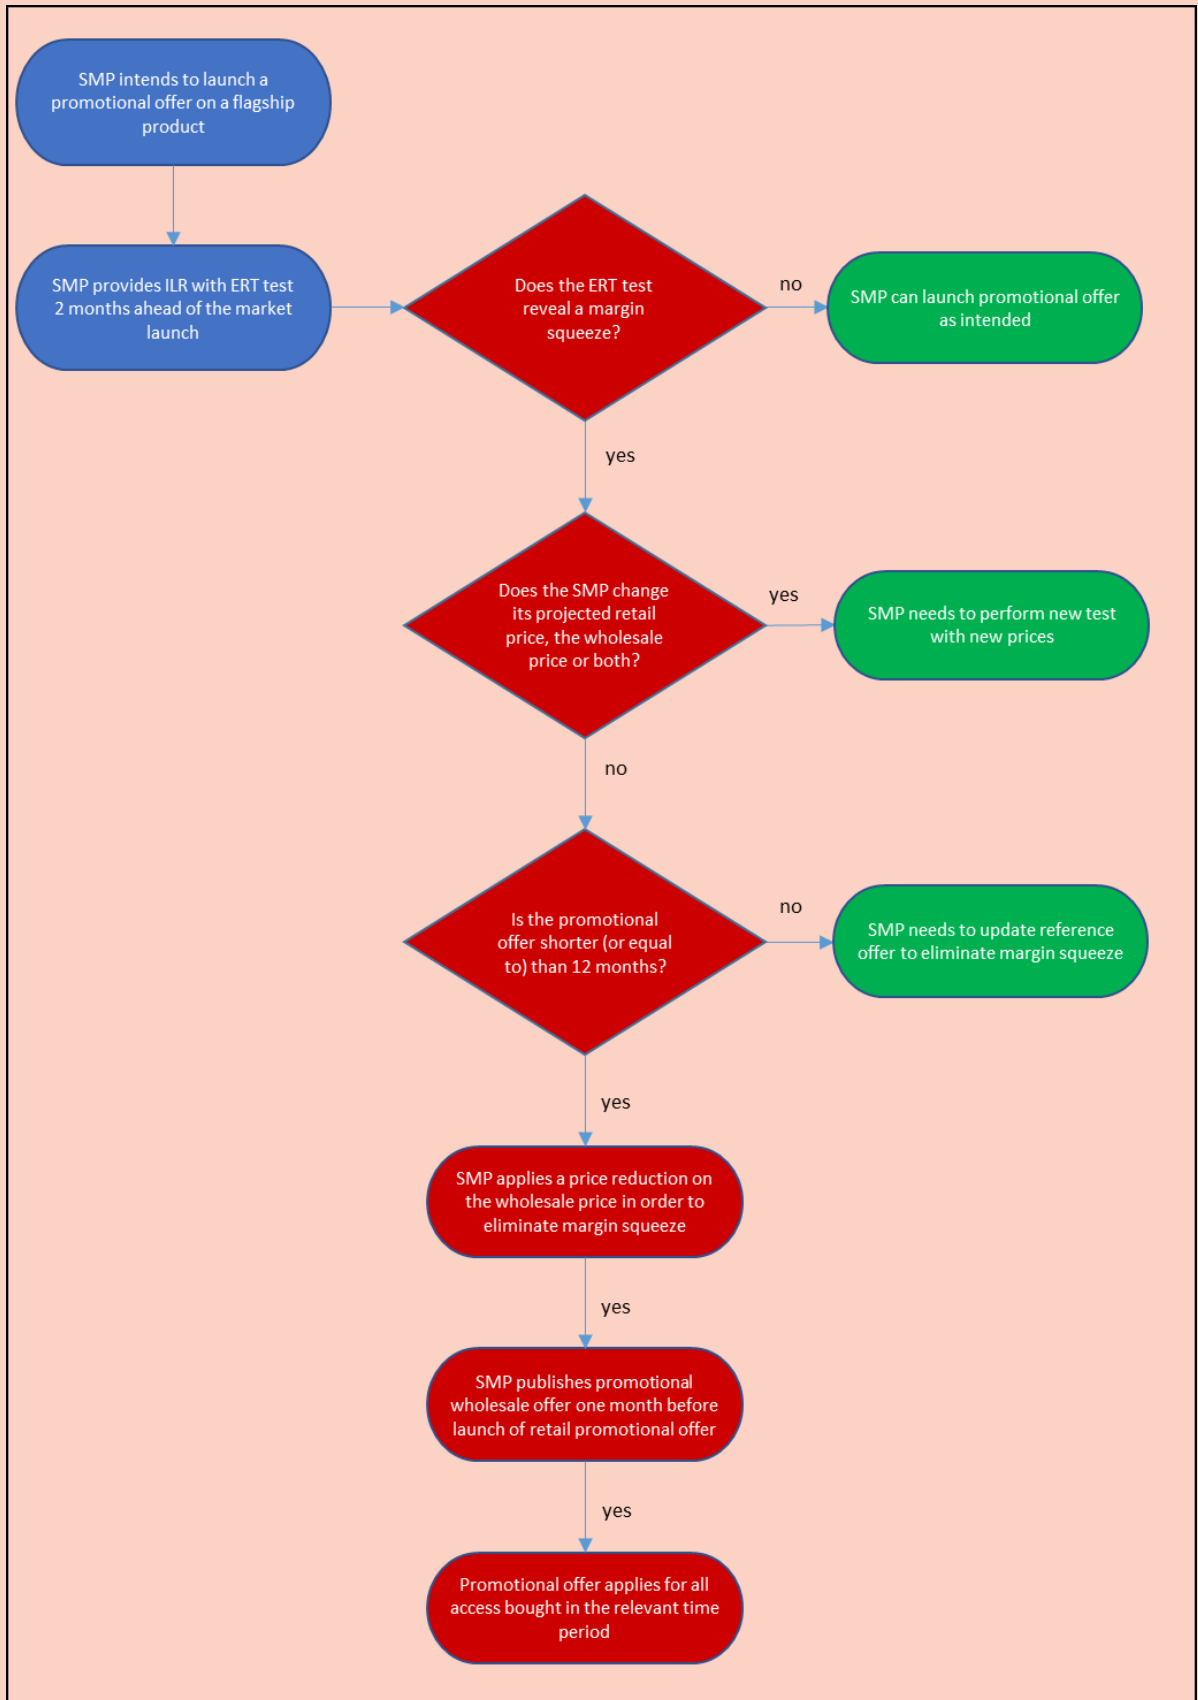 SMP intends to launch a
promotional offer on a flagship
product
SMP provides ILR with ERT test
2 months ahead of the market
launch
Does the ERT test
reveal a margin
squeeze?
no
SMP can launch promotional offer
as intended
yes
Does the SMP change
its projected retail
price, the wholesale
price or both?
yes
SMP needs to perform new test
with new prices
no
Is the promotional
offer shorter (or equal
to) than 12 months?
no
SMP needs to update reference
offer to eliminate margin squeeze
yes
SMP applies a price reduction on
the wholesale price in order to
eliminate margin squeeze
yes
SMP publishes promotional
wholesale offer one month before
launch of retail promotional offer
yes
Promotional offer applies for all
access bought in the relevant time
period